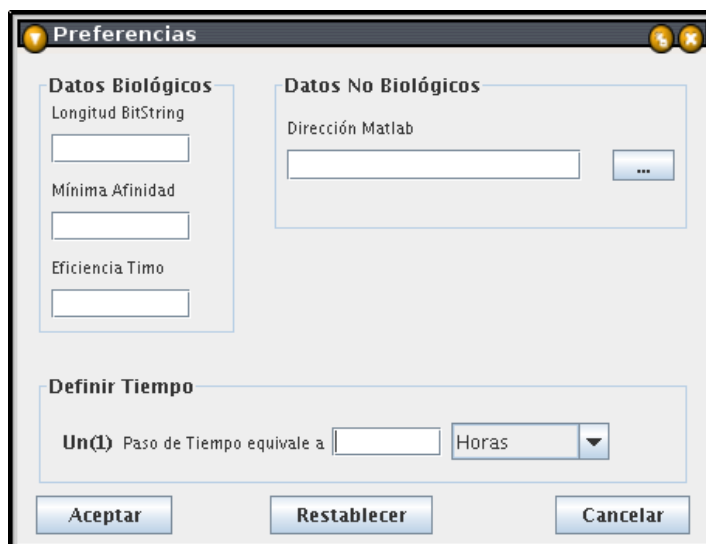 Preferencias
Datos Biológicos
Longitud BitString
Mínima Afinidad
Eficiencia Timo
Datos No Biológicos
Dirección Matlab
...
Definir Tiempo
Un(1) Paso de Tiempo equivale a Horas
Aceptar Restablecer Cancelar